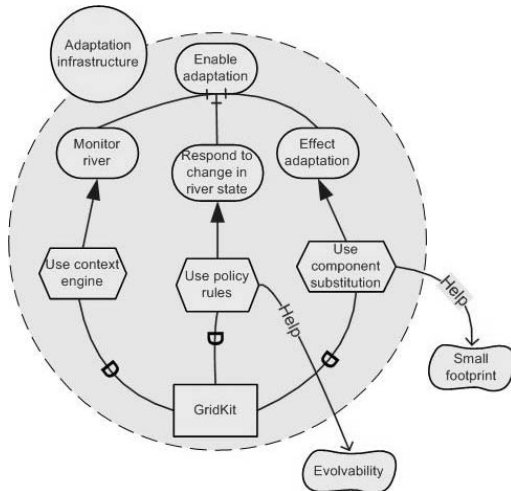 Adaptation
infrastructure
Enable
adaptation
Monitor
river
Respond to
change in
river state
Effect
adaptation
Use context
engine
Use policy
rules
Use
component
substitution
Help
Help
D
D
D
Small
footprint
GridKit
Evolvability